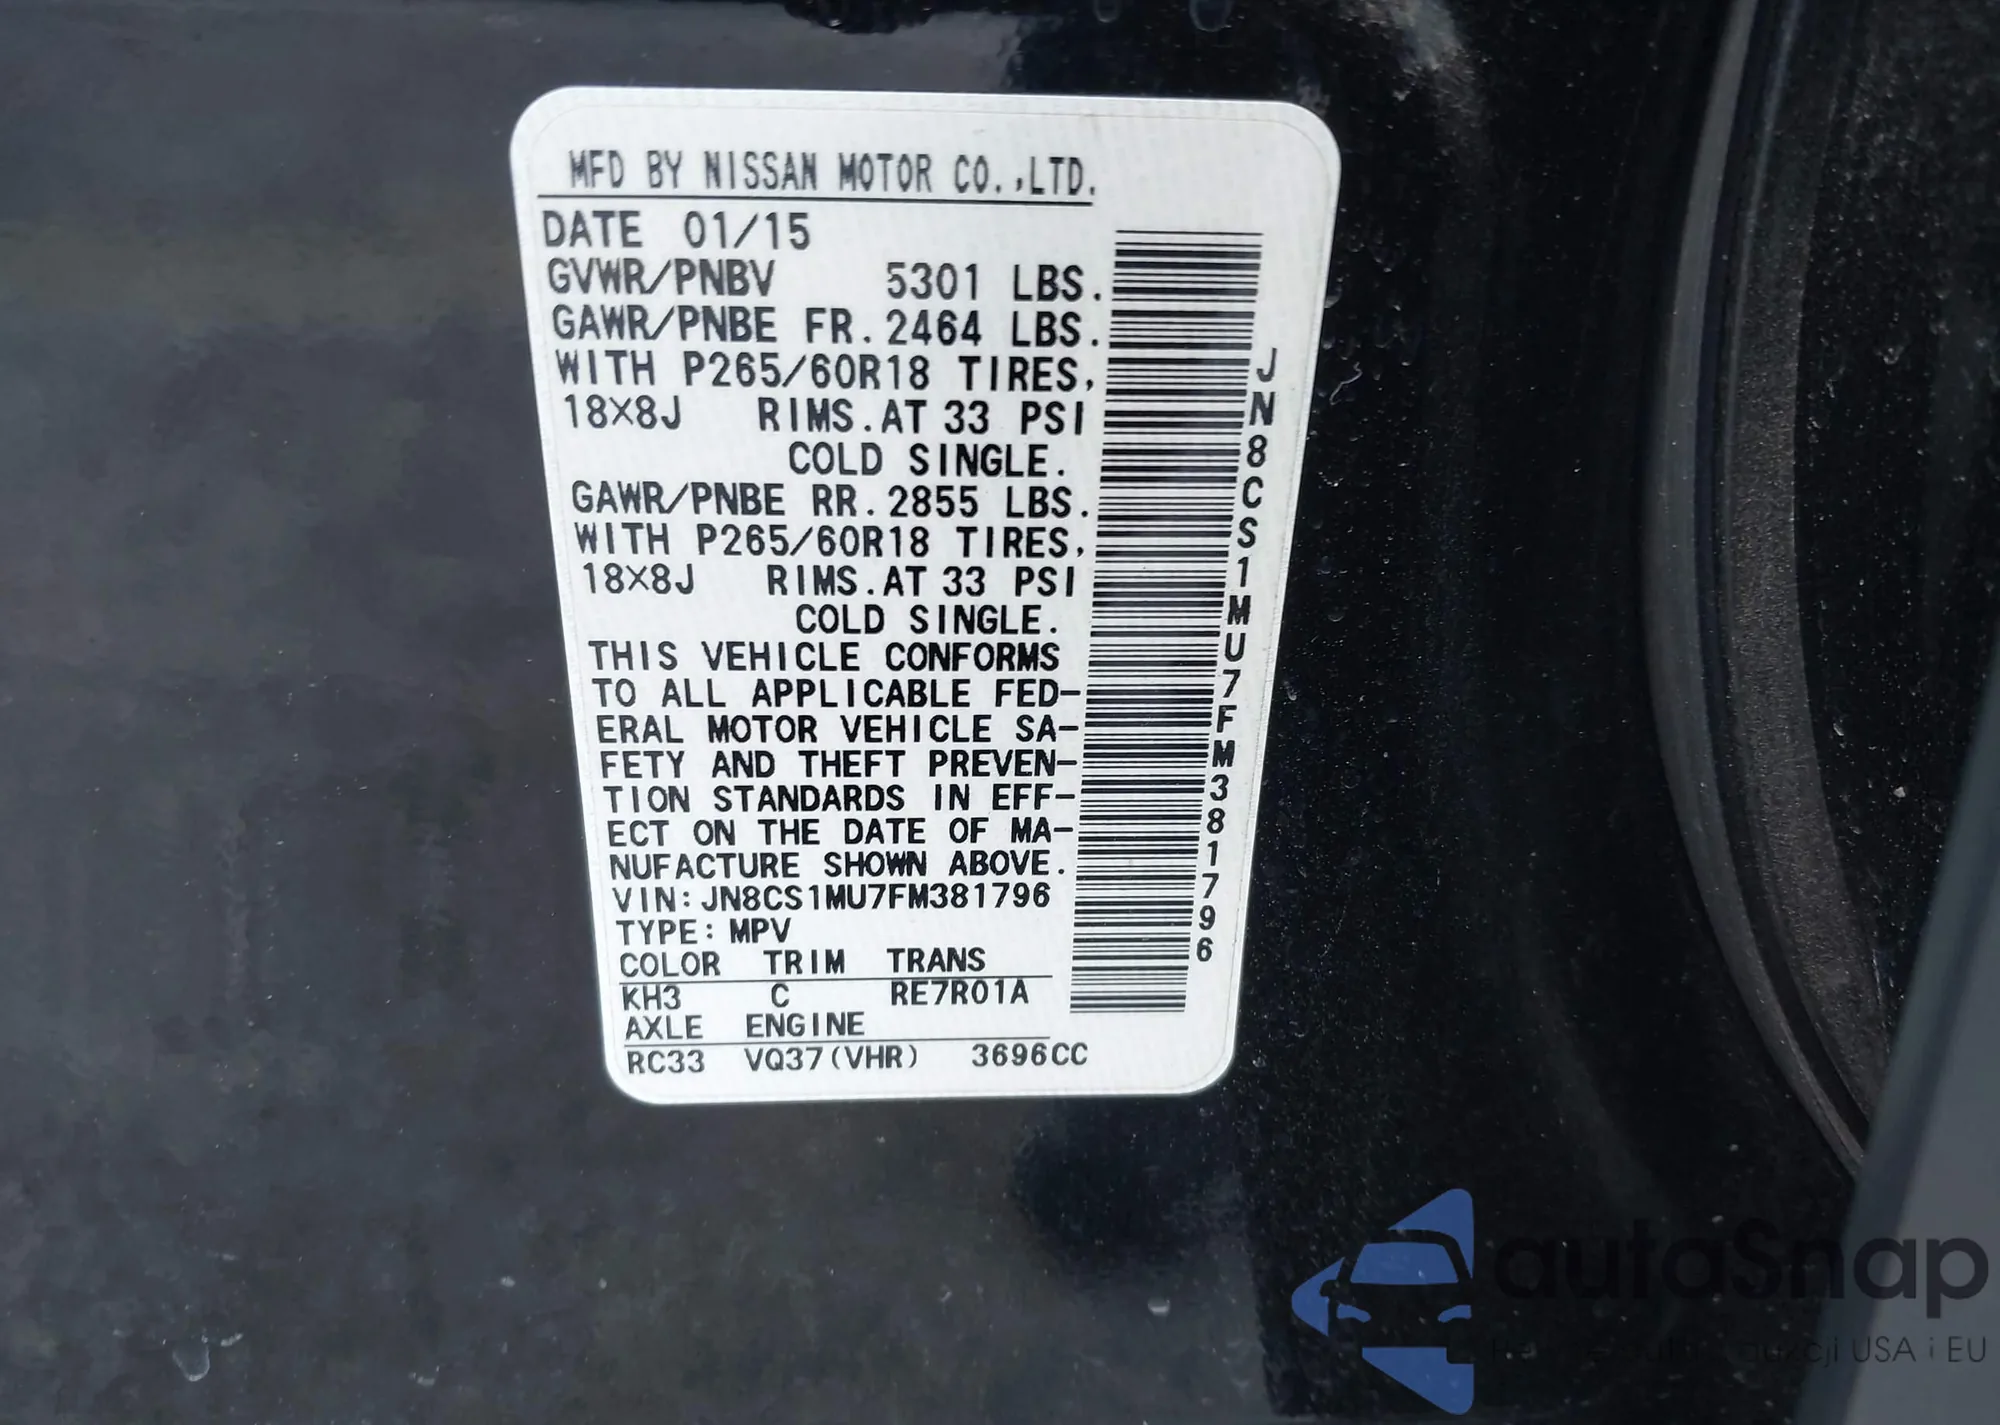 MFD BY NISSAN MOTOR CO.,LTD.
DATE 01/15
GVWR/PNBV 5301 LBS.
GAWR/PNBE FR. 2464 LBS.
WITH P265/60R18 TIRES,
18X8J RIMS. AT 33 PSI
COLD SINGLE.
GAWR/PNBE RR. 2855 LBS.
WITH P265/60R18 TIRES,
18X8J RIMS. AT 33 PSI
COLD SINGLE.
THIS VEHICLE CONFORMS
TO ALL APPLICABLE FED-
ERAL MOTOR VEHICLE SA-
FETY AND THEFT PREVEN-
TION STANDARDS IN EFF-
ECT ON THE DATE OF MA-
NUFACTURE SHOWN ABOVE.
VIN: JN8CS1MU7FM381796
TYPE: MPV
COLOR TRIM TRANS
KH3 C RE7R01A
AXLE ENGINE
RC33 VQ37(VHR) 3696CC
JN8CS1MU7FM381796
autoSnap
USA i EU